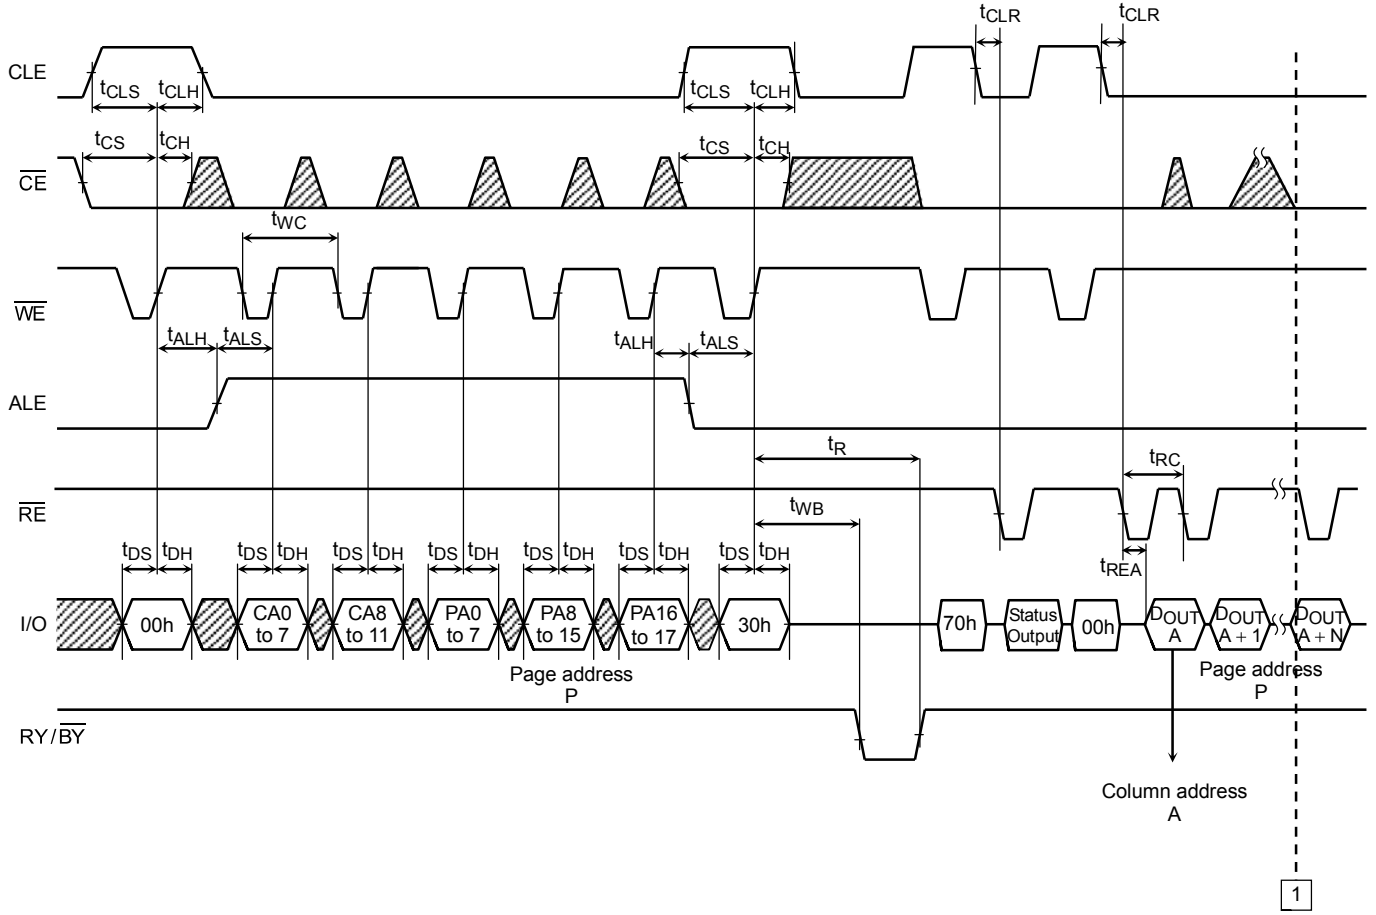 tCLR tCLR
CLE
tCLS tCLH tCLS tCLH
tCS tCH tCS tCH
CE
tWC
WE
tALH tALS tALH tALS
ALE
tR
tRC
RE
tWB
tDS tDH tDS tDH tDS tDH tDS tDH tDS tDH tDS tDH tDS tDH
tREA
I/O
00h
CA0
to 7
CA8
to 11
PA0
to 7
PA8
to 15
PA16
to 17
30h
70h
Status
Output
00h
DOUT
A
DOUT
A + 1
DOUT
A + N
Page address
P
Page address
P
RY/BY
Column address
A
1